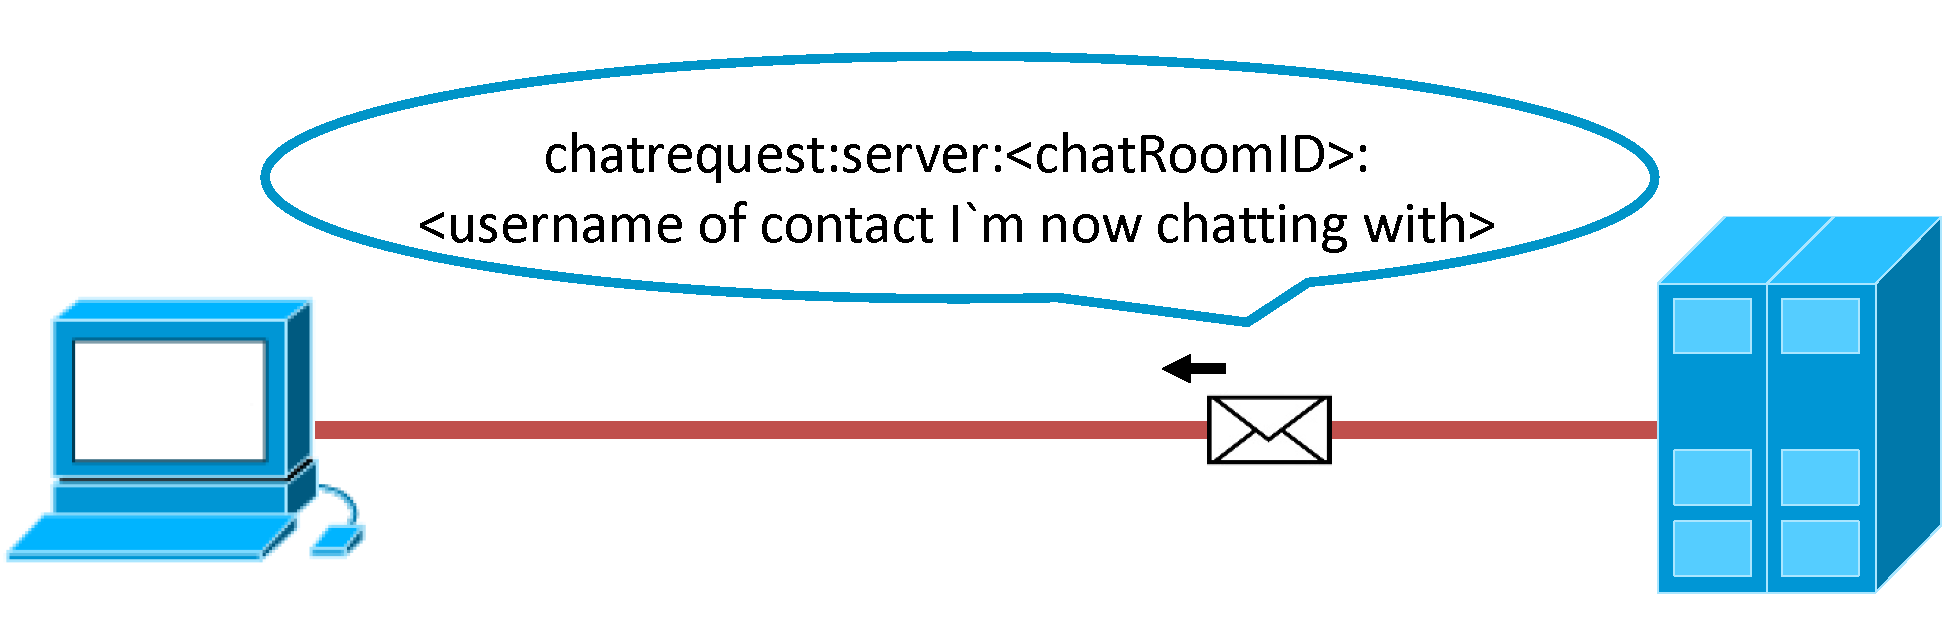 chatrequest:server:<chatRoomID>:
<username of contact I`m now chatting with>